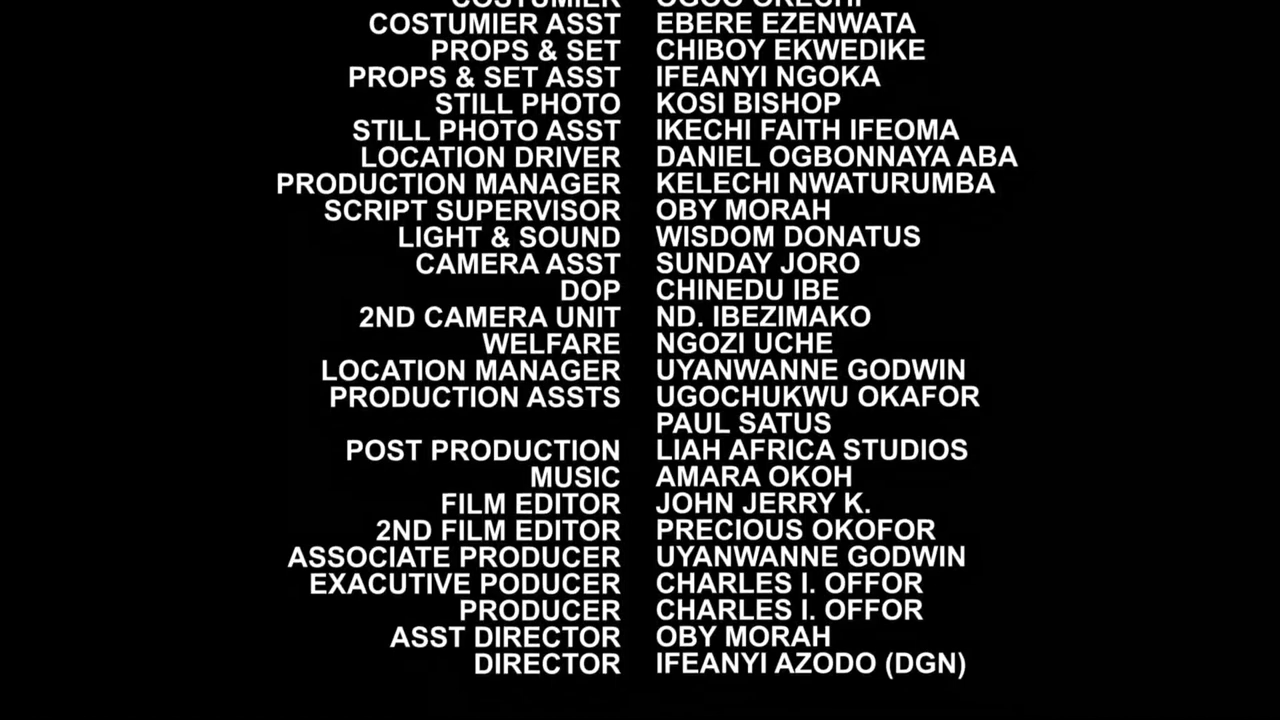 COSTUMIER UGOO OKECHI
COSTUMIER ASST EBERE EZENWATA
PROPS & SET CHIBOY EKWEDIKE
PROPS & SET ASST IFEANYI NGOKA
STILL PHOTO KOSI BISHOP
STILL PHOTO ASST IKECHI FAITH IFEOMA
LOCATION DRIVER DANIEL OGBONNAYA ABA
PRODUCTION MANAGER KELECHI NWATURUMBA
SCRIPT SUPERVISOR OBY MORAH
LIGHT & SOUND WISDOM DONATUS
CAMERA ASST SUNDAY JORO
DOP CHINEDU IBE
2ND CAMERA UNIT ND. IBEZIMAKO
WELFARE NGOZI UCHE
LOCATION MANAGER UYANWANNE GODWIN
PRODUCTION ASSTS UGOCHUKWU OKAFOR
PAUL SATUS
POST PRODUCTION LIAH AFRICA STUDIOS
MUSIC AMARA OKOH
FILM EDITOR JOHN JERRY K.
2ND FILM EDITOR PRECIOUS OKOFOR
ASSOCIATE PRODUCER UYANWANNE GODWIN
EXACUTIVE PODUCER CHARLES I. OFFOR
PRODUCER CHARLES I. OFFOR
ASST DIRECTOR OBY MORAH
DIRECTOR IFEANYI AZODO (DGN)